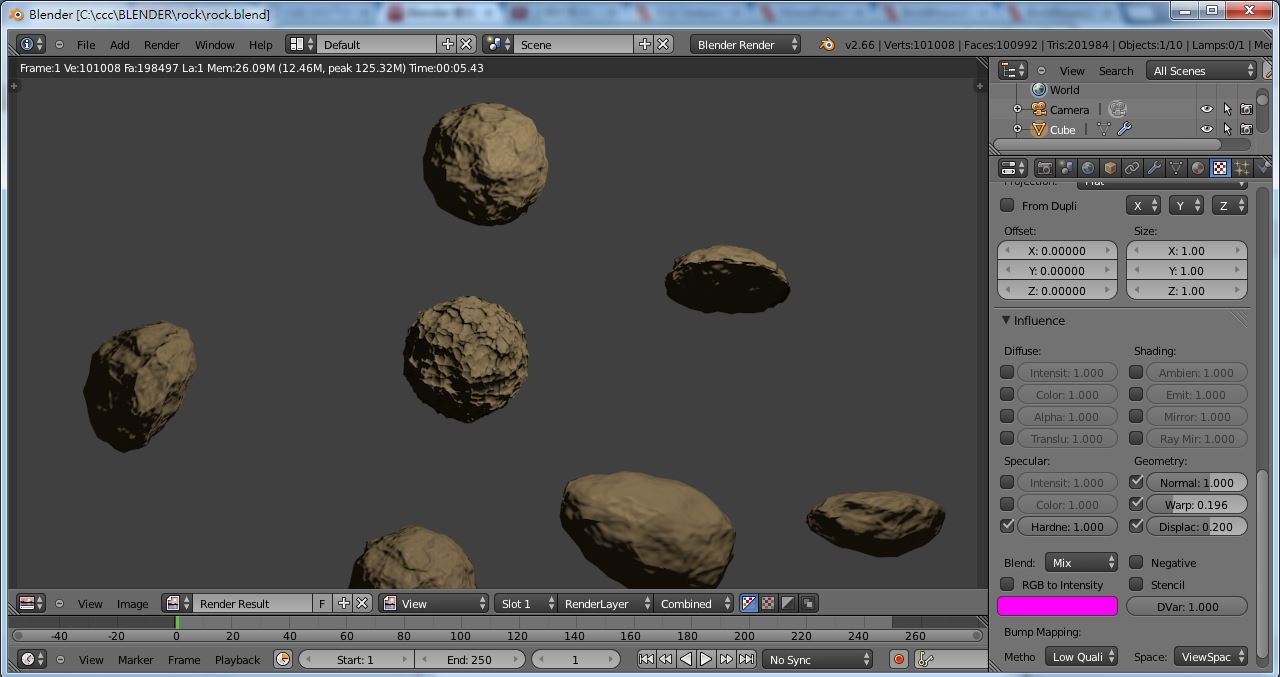 Blender [C:\ccc\BLENDER\rock\rock.blend]
File Add Render Window Help Default Scene Blender Render v2.66 | Verts:101008 | Faces:100992 | Tris:201984 | Objects:1/10 | Lamps:0/1 | Mer
Frame:1 Ve:101008 Fa:198497 La:1 Mem:26.09M (12.46M, peak 125.32M) Time:00:05.43
View Search All Scenes
World
Camera
Cube
Projection: Flat
From Dupli X Y Z
Offset: Size:
X: 0.00000 X: 1.00
Y: 0.00000 Y: 1.00
Z: 0.00000 Z: 1.00
Influence
Diffuse: Shading:
Intensit: 1.000 Ambien: 1.000
Color: 1.000 Emit: 1.000
Alpha: 1.000 Mirror: 1.000
Translu: 1.000 Ray Mir: 1.000
Specular: Geometry:
Intensit: 1.000 Normal: 1.000
Color: 1.000 Warp: 0.196
Hardne: 1.000 Displac: 0.200
Blend: Mix Negative
RGB to Intensity Stencil
DVar: 1.000
Bump Mapping:
Metho Low Quali Space: ViewSpac
View Image Render Result F View Slot 1 RenderLayer Combined
-40 -20 0 20 40 60 80 100 120 140 160 180 200 220 240 260
View Marker Frame Playback Start: 1 End: 250 1 No Sync